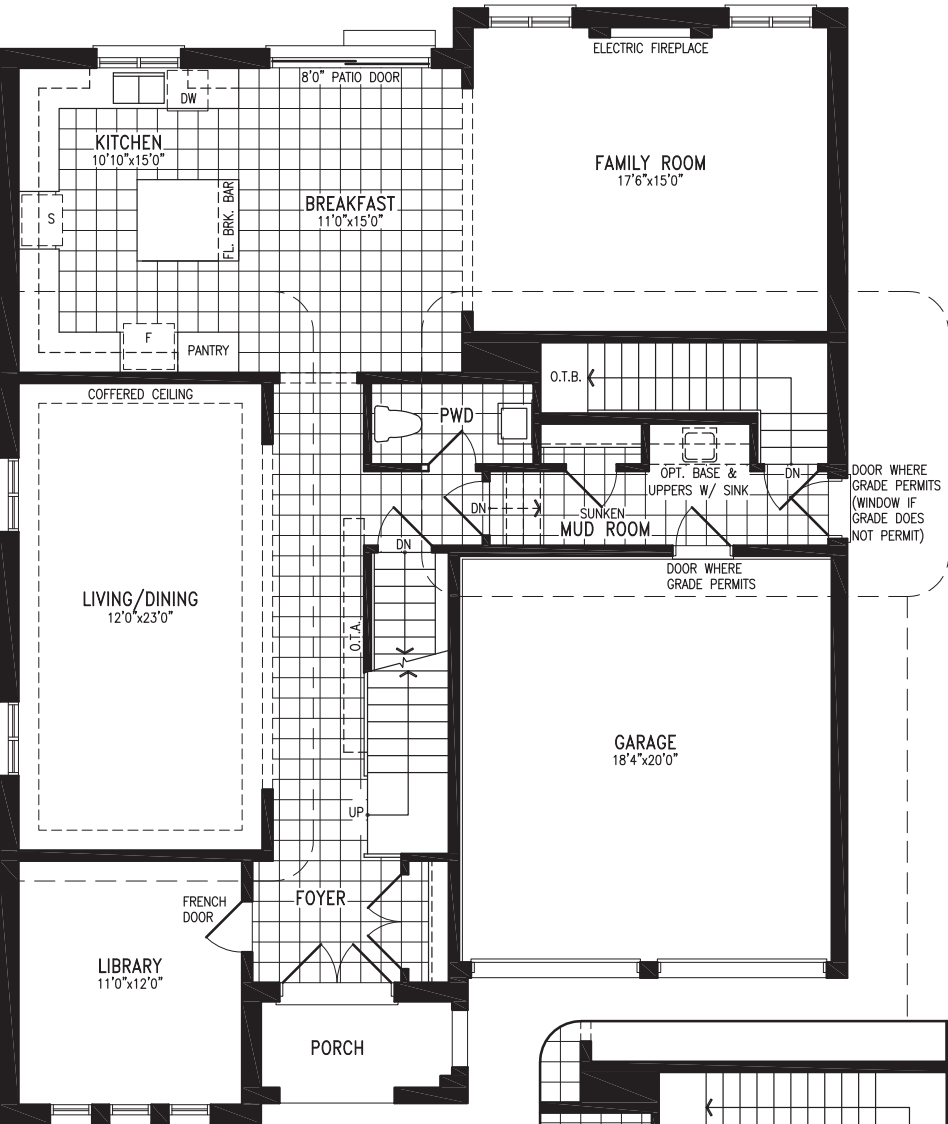 ELECTRIC FIREPLACE
8'0" PATIO DOOR
DW
KITCHEN
10'10"x15'0"
FAMILY ROOM
17'6"x15'0"
BREAKFAST
11'0"x15'0"
FL. BRK. BAR
S
F
PANTRY
O.T.B.
COFFERED CEILING
PWD
OPT. BASE &
UPPERS W/ SINK
DN
DOOR WHERE
GRADE PERMITS
(WINDOW IF
GRADE DOES
NOT PERMIT)
DN
SUNKEN
MUD ROOM
DN
DOOR WHERE
GRADE PERMITS
LIVING/DINING
12'0"x23'0"
O.T.A.
GARAGE
18'4"x20'0"
UP
FRENCH
DOOR
FOYER
LIBRARY
11'0"x12'0"
PORCH